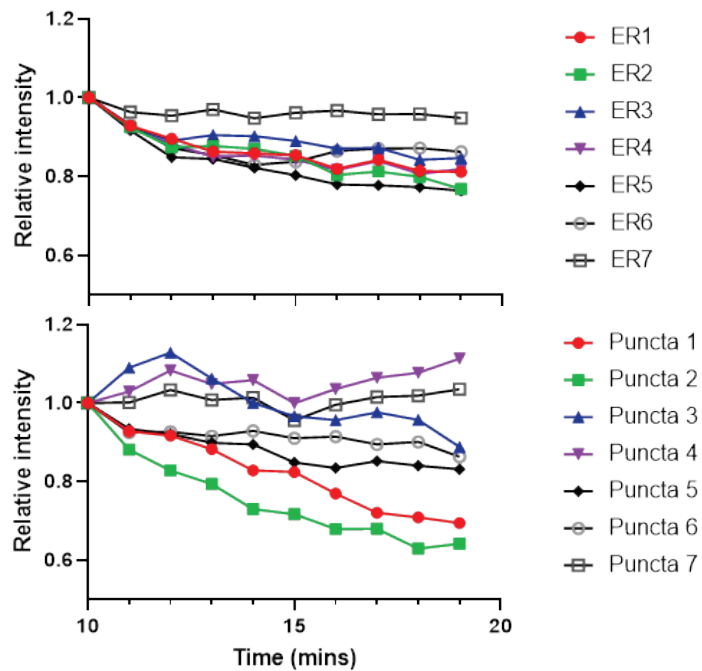 1.2
1.0
0.8
0.6
Relative intensity
ER1
ER2
ER3
ER4
ER5
ER6
ER7
1.2
1.0
0.8
0.6
Relative intensity
10
15
20
Time (mins)
Puncta 1
Puncta 2
Puncta 3
Puncta 4
Puncta 5
Puncta 6
Puncta 7